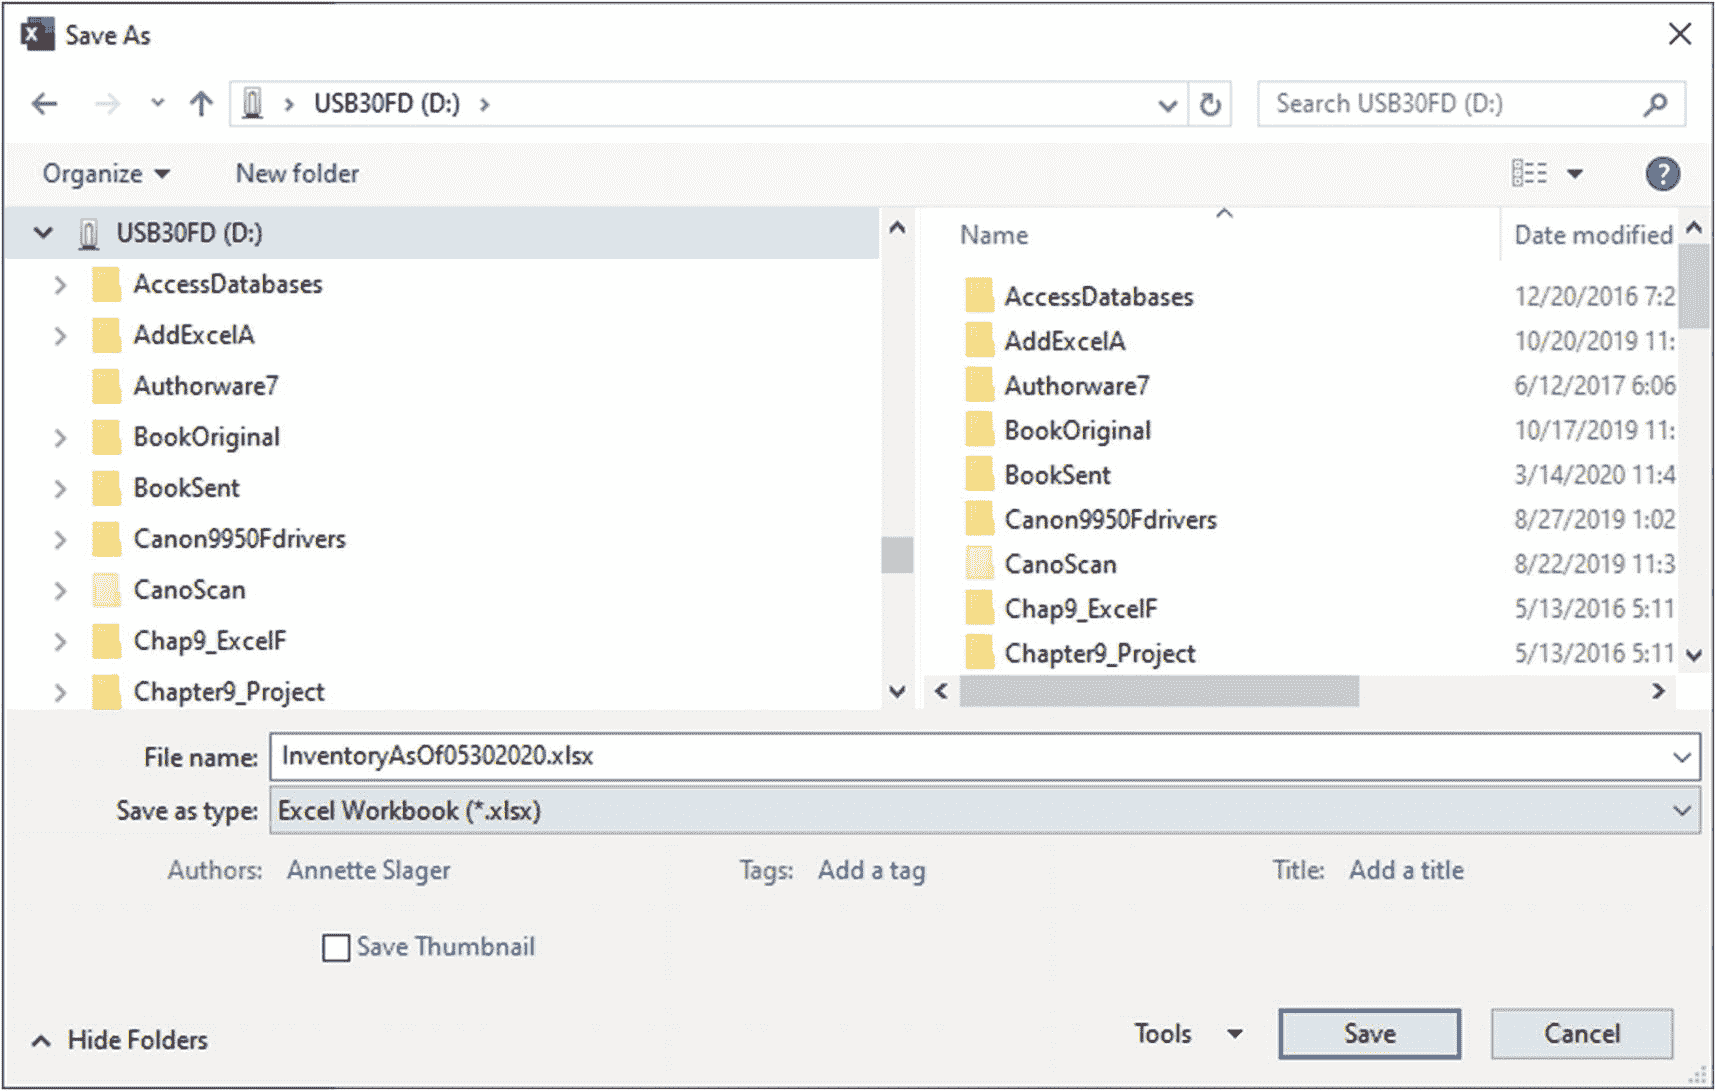 Save As
USB30FD (D:)
Search USB30FD (D:)
Organize New folder
USB30FD (D:)
AccessDatabases
AddExcelA
Authorware7
BookOriginal
BookSent
Canon9950Fdrivers
CanoScan
Chap9_ExcelF
Chapter9_Project
Name Date modified
AccessDatabases 12/20/2016 7:2
AddExcelA 10/20/2019 11:
Authorware7 6/12/2017 6:06
BookOriginal 10/17/2019 11:
BookSent 3/14/2020 11:4
Canon9950Fdrivers 8/27/2019 1:02
CanoScan 8/22/2019 11:3
Chap9_ExcelF 5/13/2016 5:11
Chapter9_Project 5/13/2016 5:11
File name: InventoryAsOf05302020.xlsx
Save as type: Excel Workbook (*.xlsx)
Authors: Annette Slager Tags: Add a tag Title: Add a title
Save Thumbnail
Hide Folders Tools Save Cancel